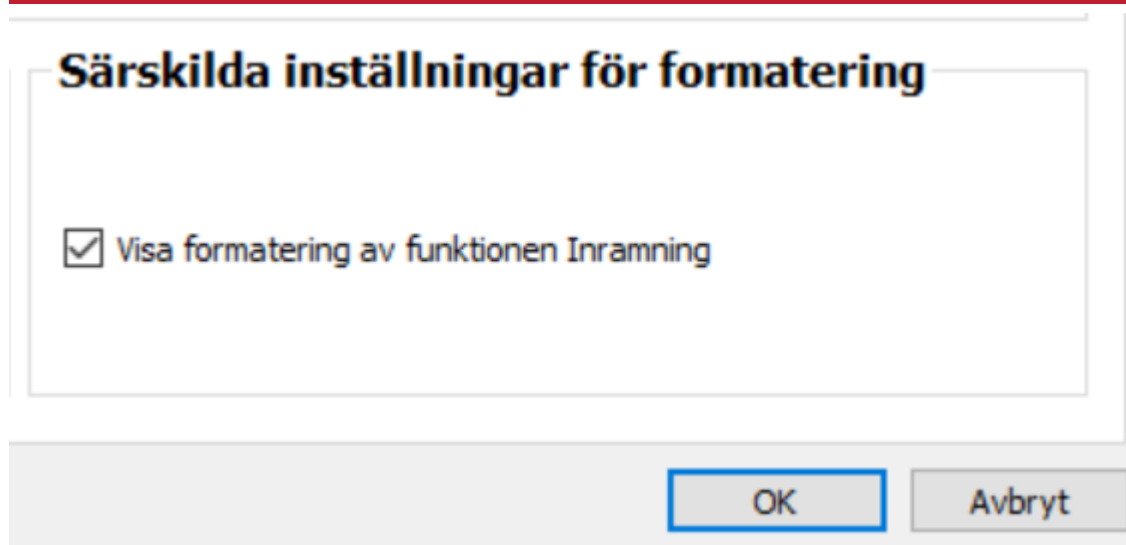 Särskilda inställningar för formatering
Visa formatering av funktionen Inramning
OK
Avbryt